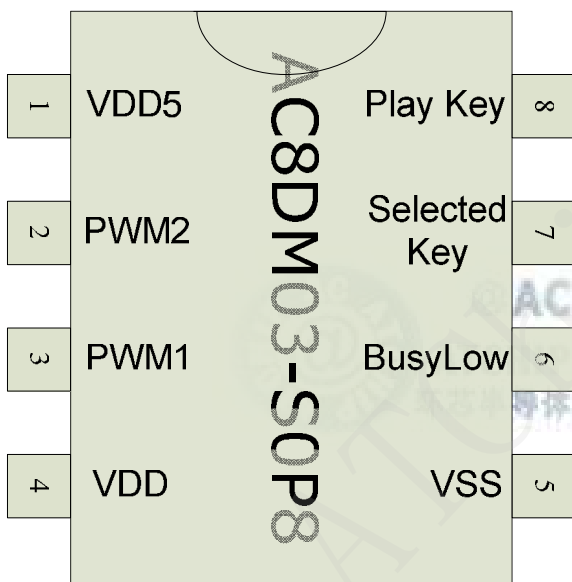 AC8DM03-SOP8
1 VDD5
Play Key 8
2 PWM2
Selected
Key 7
3 PWM1
BusyLow 6
4 VDD
VSS 5
AC